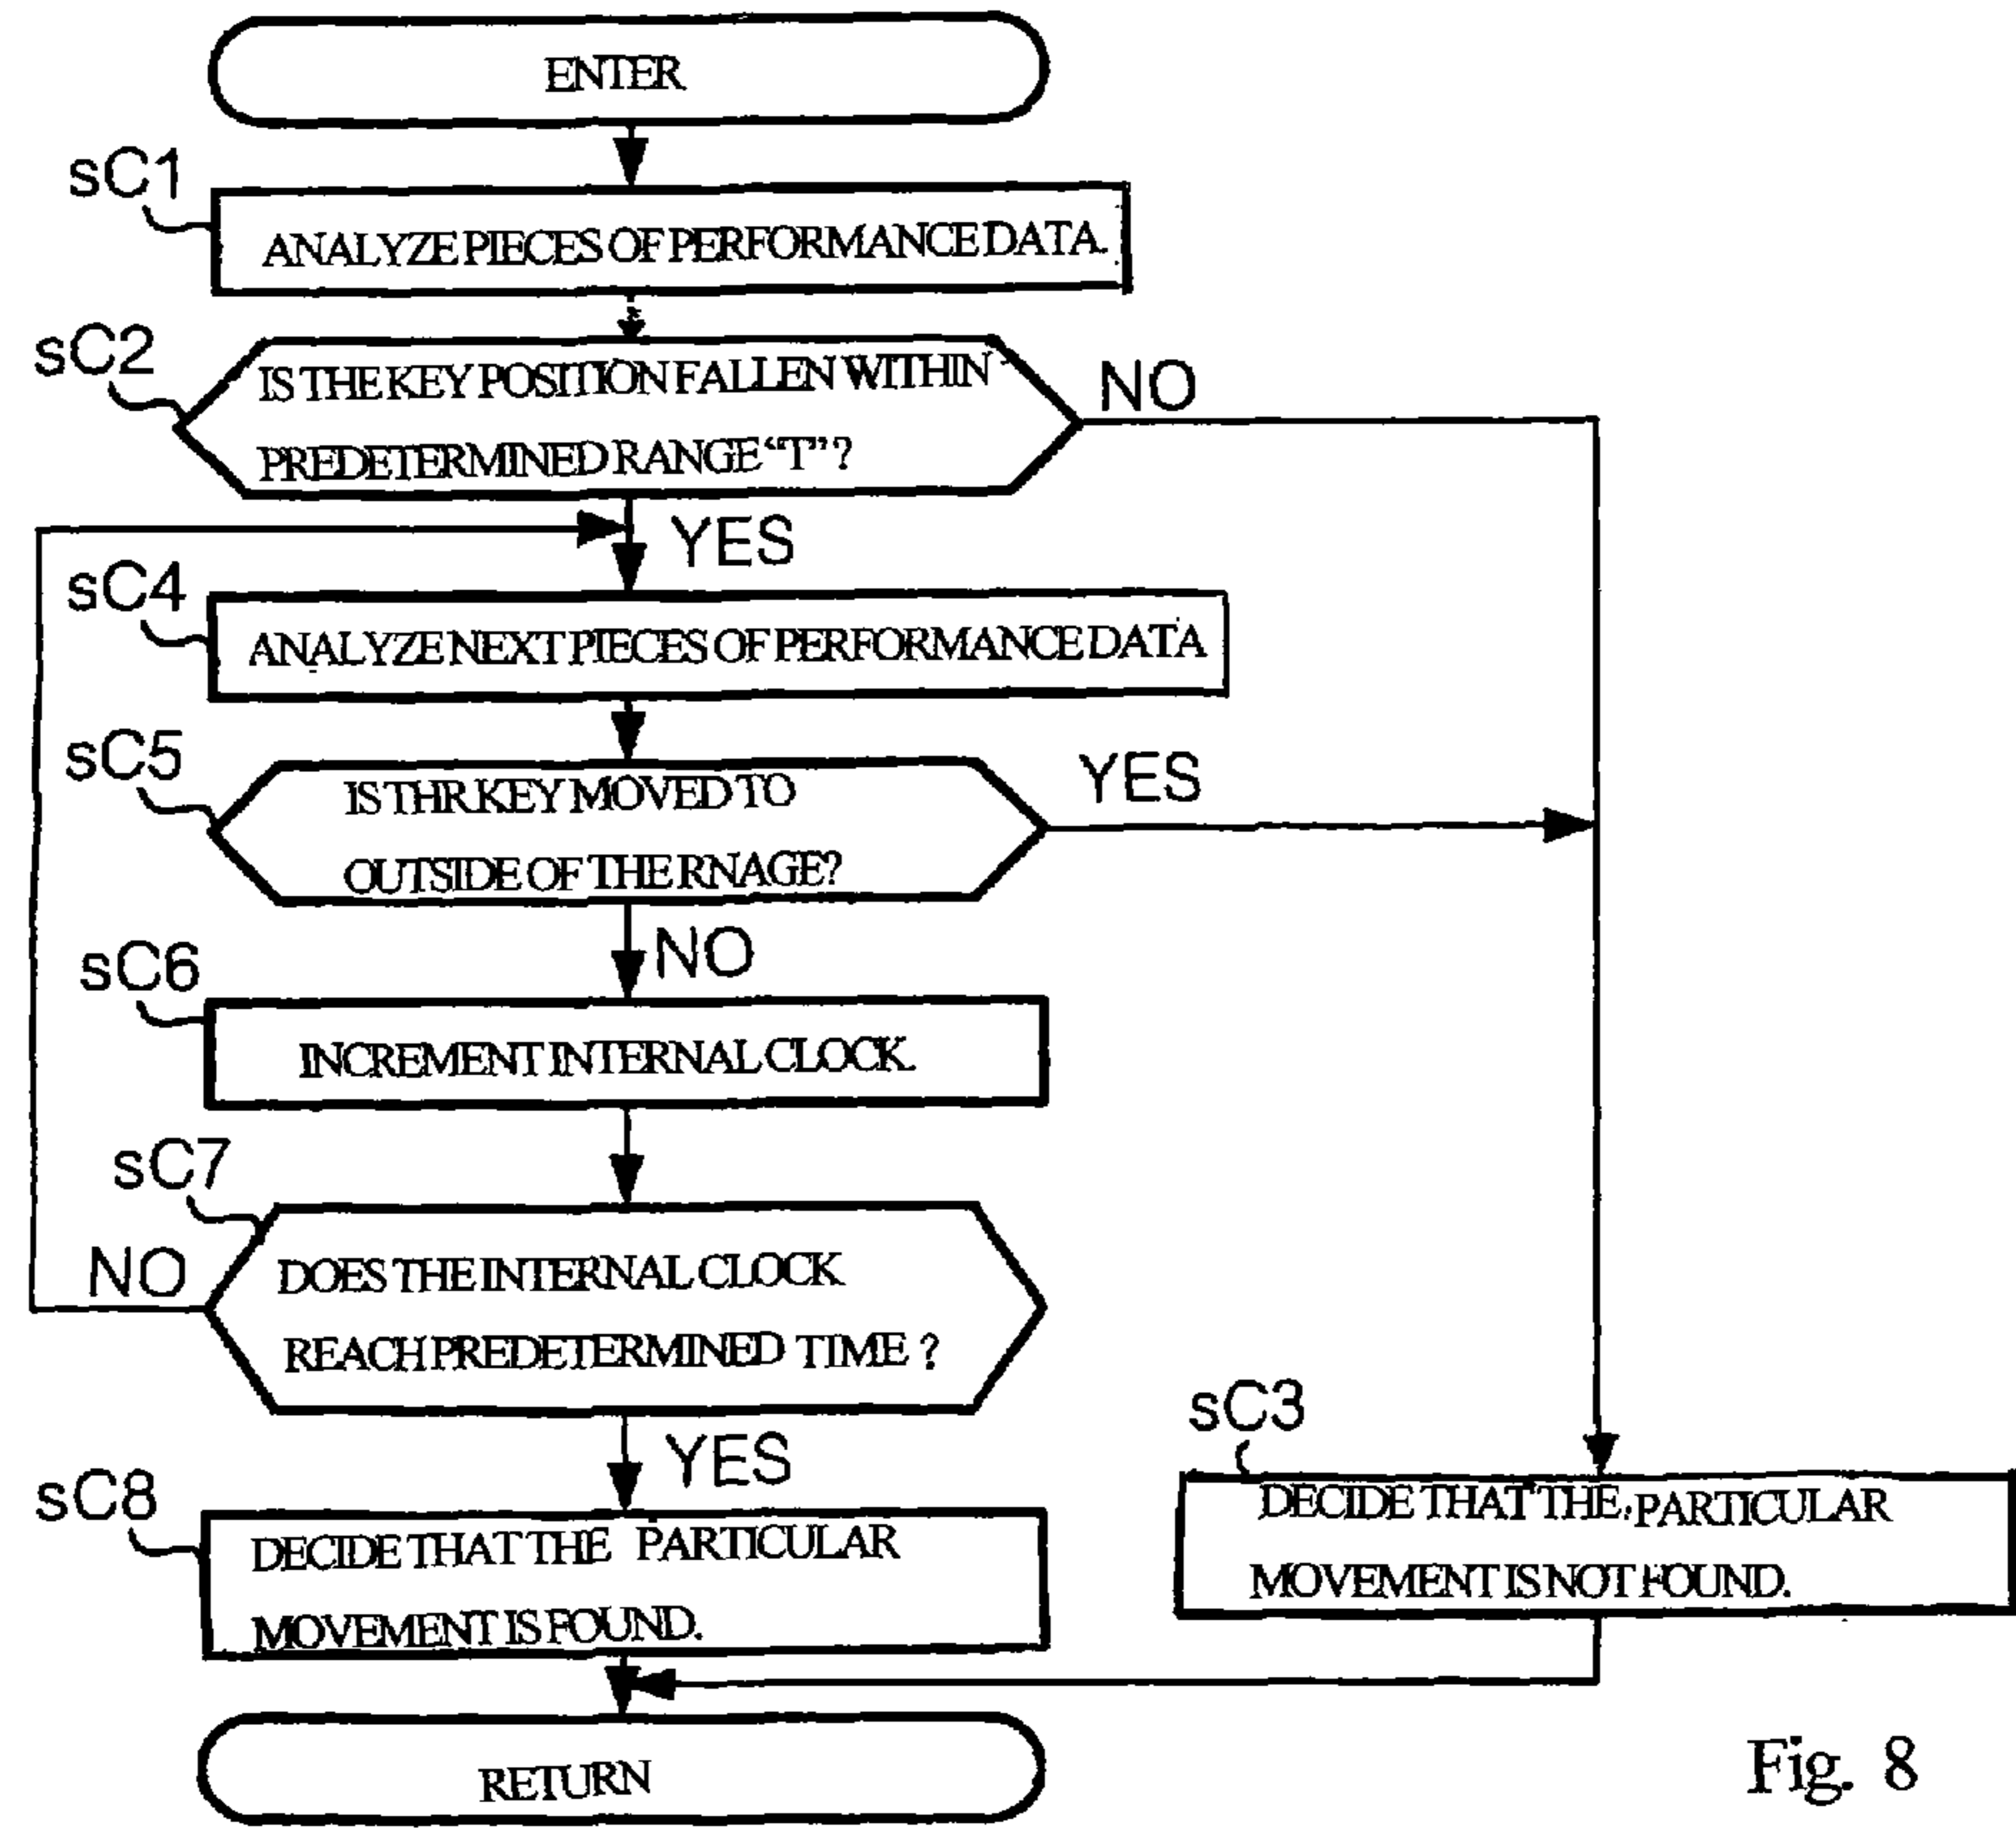 ENTER
sC1
ANALYZE PIECES OF PERFORMANCE DATA.
sC2
IS THE KEY POSITION FALLEN WITHIN
PREDETERMINED RANGE “T” ?
NO
YES
sC4
ANALYZE NEXT PIECES OF PERFORMANCE DATA
sC5
IS THR KEY MOVED TO
OUTSIDE OF THE RNAGE?
YES
NO
sC6
INCREMENT INTERNAL CLOCK.
sC7
DOES THE INTERNAL CLOCK
REACH PREDETERMINED TIME ?
NO
YES
sC8
DECIDE THAT THE PARTICULAR
MOVEMENT IS FOUND.
sC3
DECIDE THAT THE PARTICULAR
MOVEMENT IS NOT FOUND.
RETURN
Fig. 8